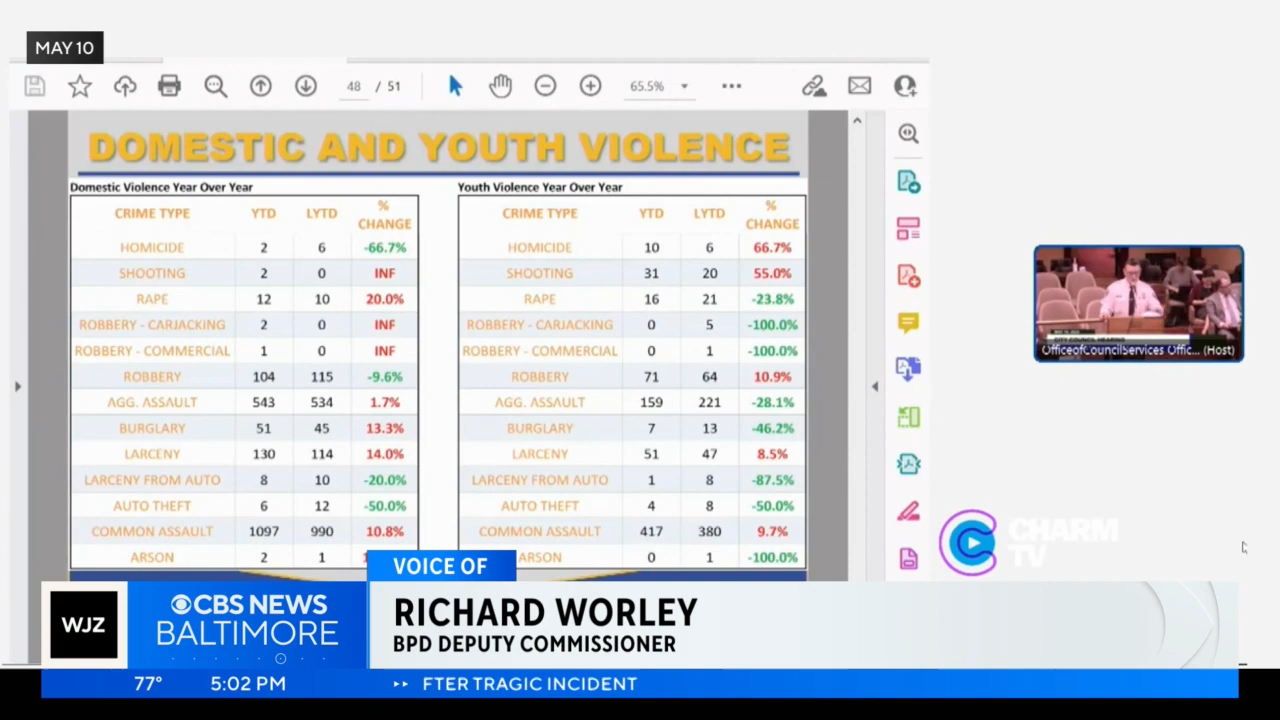 MAY 10
48 / 51
65.5%
DOMESTIC AND YOUTH VIOLENCE
Domestic Violence Year Over Year
CRIME TYPE YTD LYTD % CHANGE
HOMICIDE 2 6 -66.7%
SHOOTING 2 0 INF
RAPE 12 10 20.0%
ROBBERY - CARJACKING 2 0 INF
ROBBERY - COMMERCIAL 1 0 INF
ROBBERY 104 115 -9.6%
AGG. ASSAULT 543 534 1.7%
BURGLARY 51 45 13.3%
LARCENY 130 114 14.0%
LARCENY FROM AUTO 8 10 -20.0%
AUTO THEFT 6 12 -50.0%
COMMON ASSAULT 1097 990 10.8%
ARSON 2 1
Youth Violence Year Over Year
CRIME TYPE YTD LYTD % CHANGE
HOMICIDE 10 6 66.7%
SHOOTING 31 20 55.0%
RAPE 16 21 -23.8%
ROBBERY - CARJACKING 0 5 -100.0%
ROBBERY - COMMERCIAL 0 1 -100.0%
ROBBERY 71 64 10.9%
AGG. ASSAULT 159 221 -28.1%
BURGLARY 7 13 -46.2%
LARCENY 51 47 8.5%
LARCENY FROM AUTO 1 8 -87.5%
AUTO THEFT 4 8 -50.0%
COMMON ASSAULT 417 380 9.7%
ARSON 0 1 -100.0%
CITY COUNCIL HEARING
OfficeofCouncilServices Offic... (Host)
CHARM
TV
VOICE OF
RICHARD WORLEY
BPD DEPUTY COMMISSIONER
WJZ
CBS NEWS
BALTIMORE
77° 5:02 PM FTER TRAGIC INCIDENT